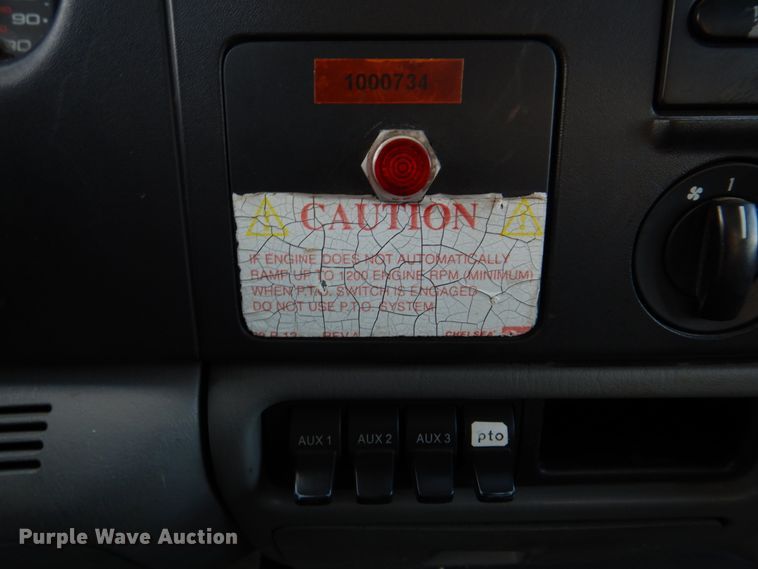 90
80
1000734
CAUTION
IF ENGINE DOES NOT AUTOMATICALLY
RAMP UP TO 1200 ENGINE RPM (MINIMUM)
WHEN P.T.O. SWITCH IS ENGAGED
DO NOT USE P.T.O. SYSTEM
CHELSEA
1
AUX 1
AUX 2
AUX 3
pto
Purple Wave Auction